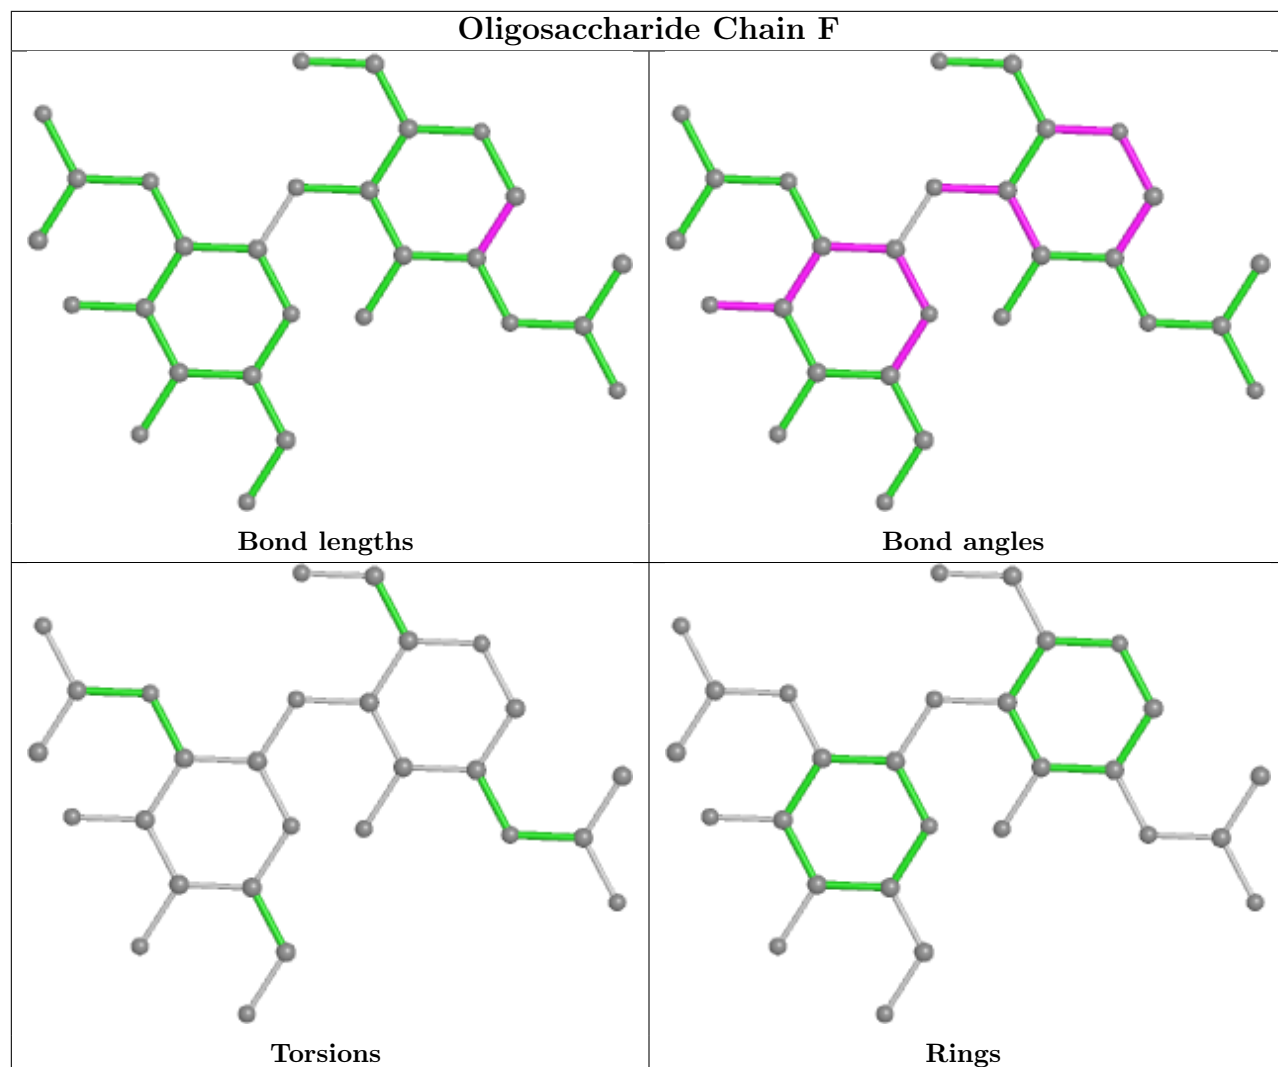 Oligosaccharide Chain F
Bond lengths
Bond angles
Torsions
Rings